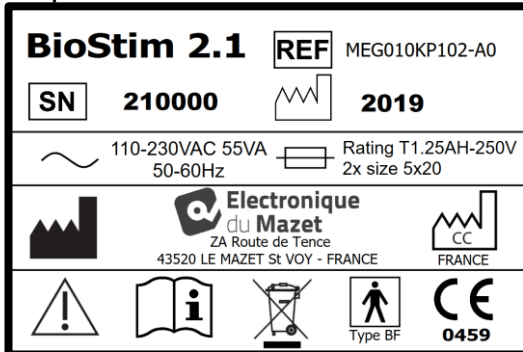 BioStim 2.1 REF MEG010KP102-A0
SN 210000 2019
110-230VAC 55VA Rating T1.25AH-250V
50-60Hz 2x size 5x20
Electronique
du Mazet
ZA Route de Tence CC
43520 LE MAZET St VOY - FRANCE FRANCE
i Type BF CE
0459